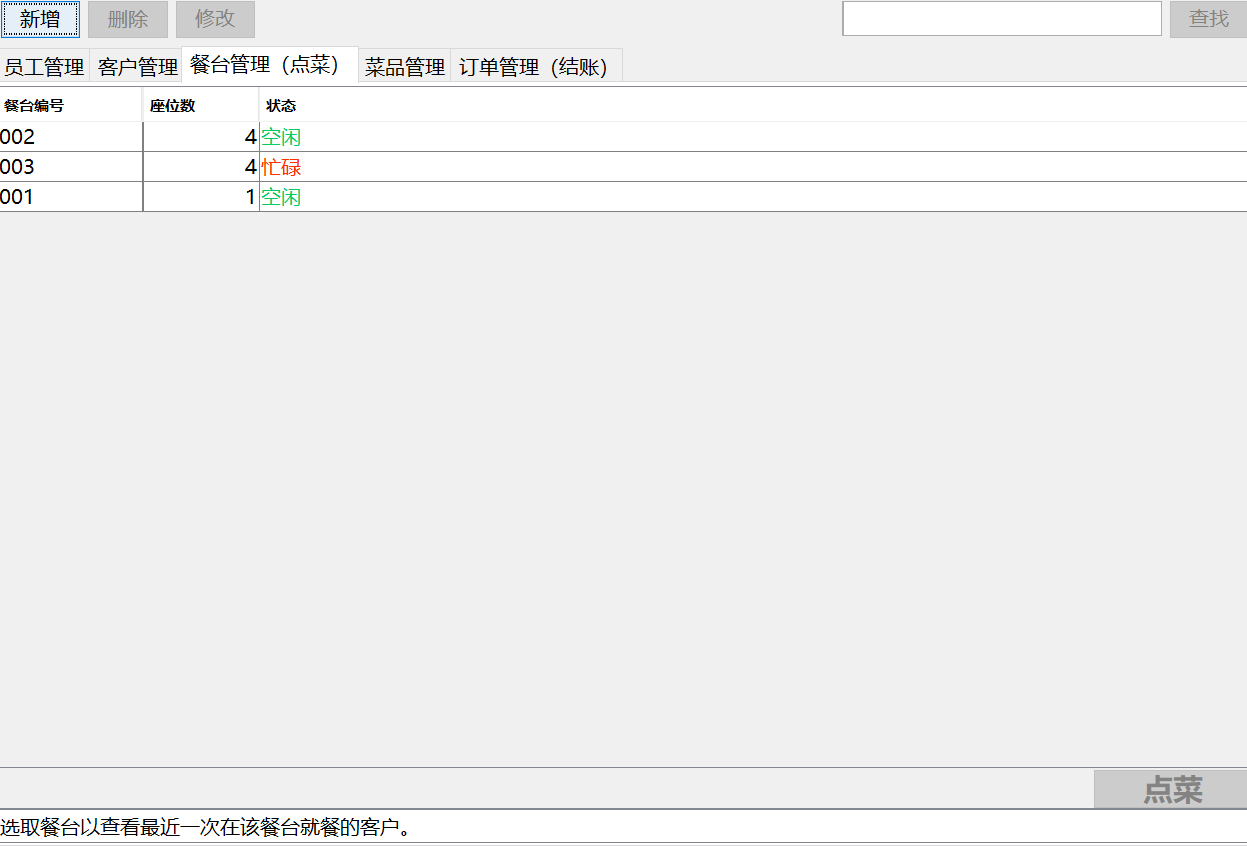 新增 删除 修改 查找
员工管理 客户管理 餐台管理（点菜） 菜品管理 订单管理（结账）
餐台编号 座位数 状态
002 4 空闲
003 4 忙碌
001 1 空闲
点菜
选取餐台以查看最近一次在该餐台就餐的客户。